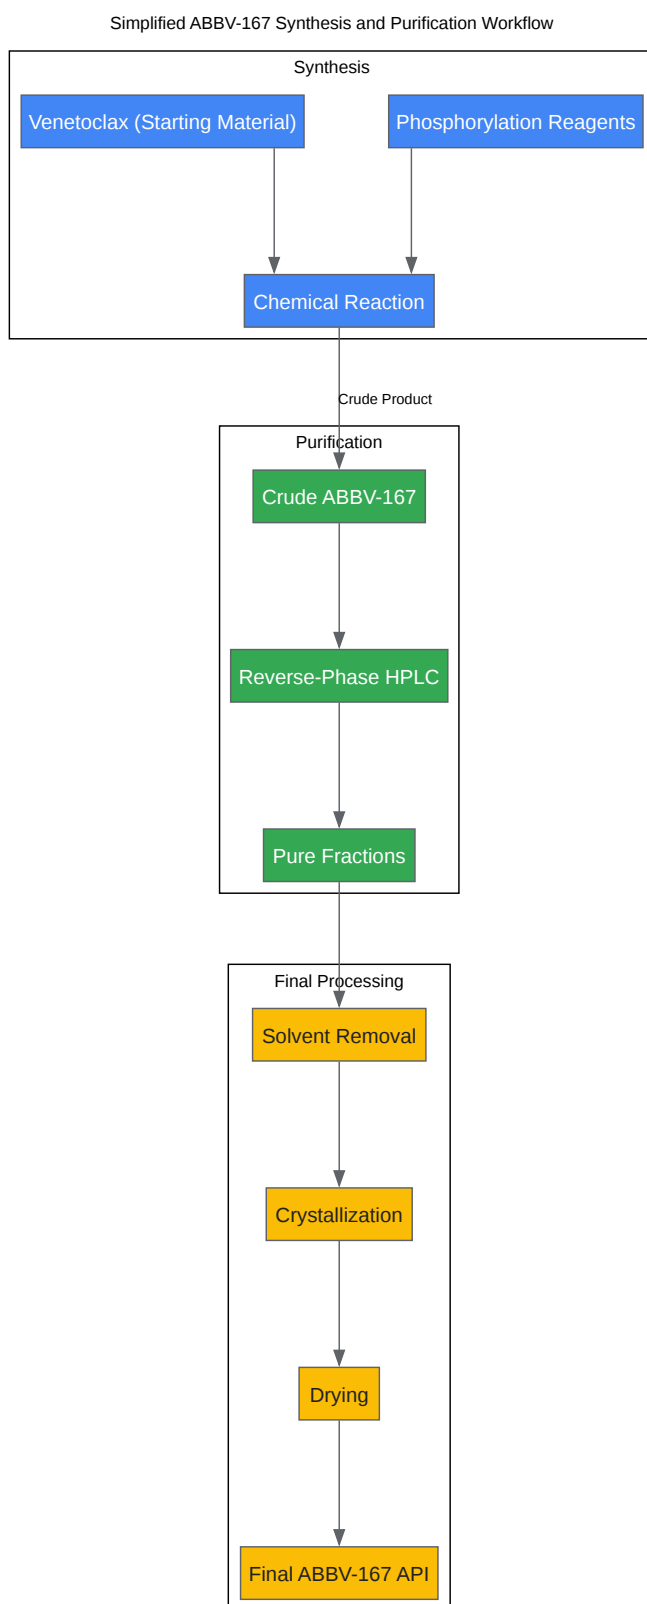 Simplified ABBV-167 Synthesis and Purification Workflow
Synthesis
Venetoclax (Starting Material)
Phosphorylation Reagents
Chemical Reaction
Crude Product
Purification
Crude ABBV-167
Reverse-Phase HPLC
Pure Fractions
Final Processing
Solvent Removal
Crystallization
Drying
Final ABBV-167 API